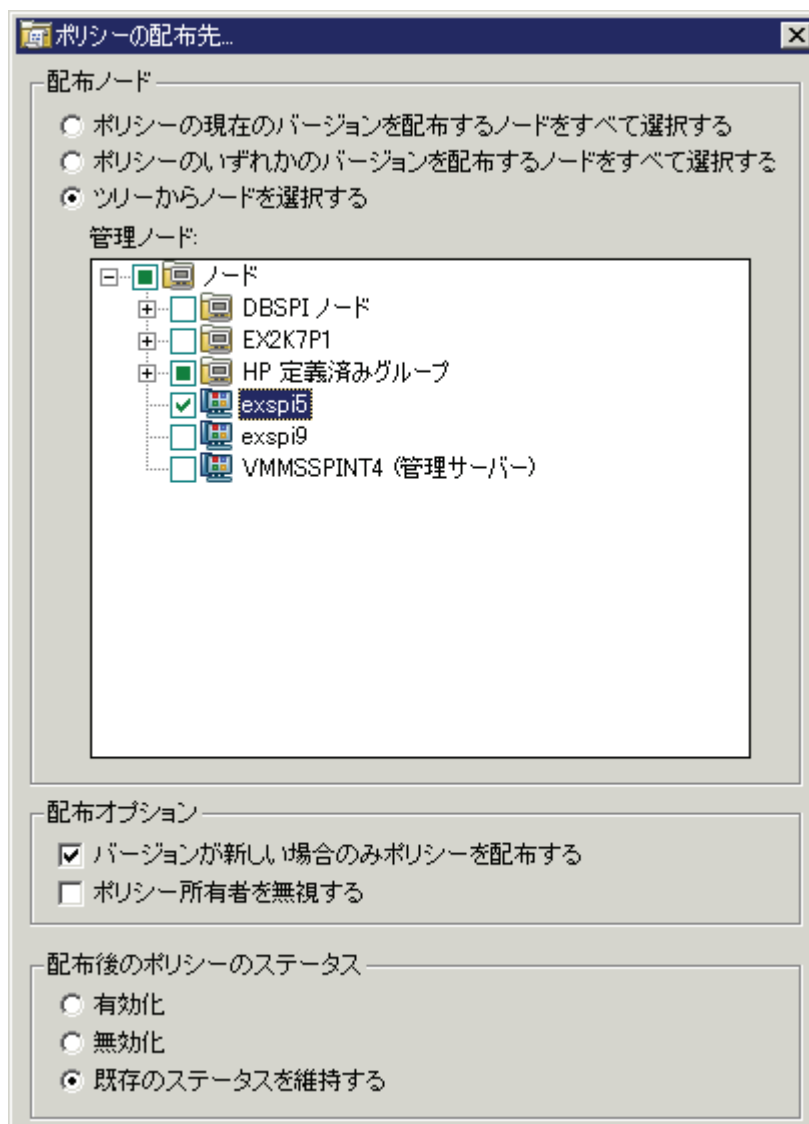 ポリシーの配布先...
配布ノード
ポリシーの現在のバージョンを配布するノードをすべて選択する
ポリシーのいずれかのバージョンを配布するノードをすべて選択する
ツリーからノードを選択する
管理ノード:
ノード
DBSPI ノード
EX2K7P1
HP 定義済みグループ
exspi5
exspi9
VMMSSPINT4 (管理サーバー)
配布オプション
バージョンが新しい場合のみポリシーを配布する
ポリシー所有者を無視する
配布後のポリシーのステータス
有効化
無効化
既存のステータスを維持する